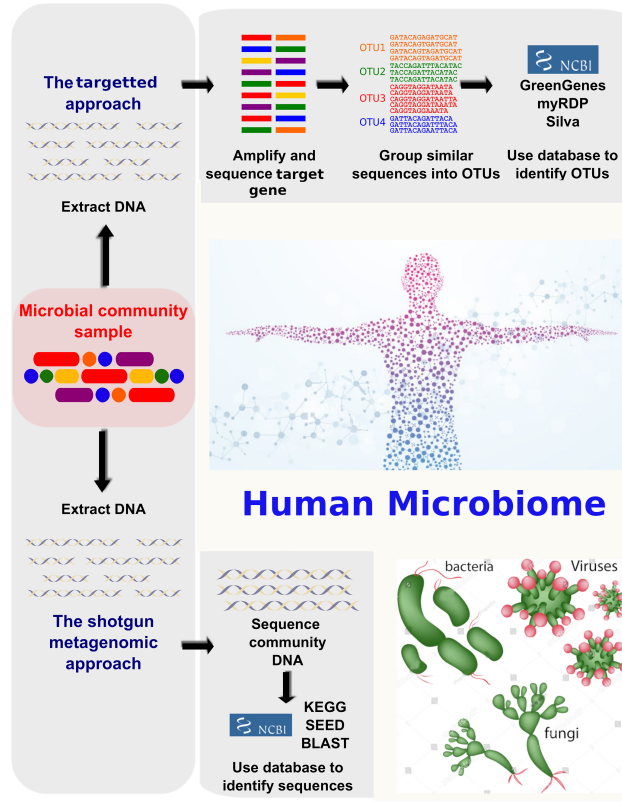 The targetted
approach
Extract DNA
Microbial community
sample
Extract DNA
The shotgun
metagenomic
approach
Amplify and
sequence target
gene
OTU1
GATACAGAGATGCAT
GATACAGTGATGCAT
GATACAGTAGATGCAT
GATACAGTAGATGCAT
OTU2
TACCAGATTTACATAC
TACCAGATTACATAC
TACCAGATTACATAC
OTU3
CAGGTAGGATAATA
CAGGTAGGATAATA
CAGGTAGGATAATTA
CAGGTAGGATAAATA
CAGGTAGGAAATA
OTU4
GATTACAGATTACA
GATTACAGATTTACA
GATTACAGAATTACA
Group similar
sequences into OTUs
NCBI
GreenGenes
myRDP
Silva
Use database to
identify OTUs
Human Microbiome
Sequence
community
DNA
NCBI
KEGG
SEED
BLAST
Use database to
identify sequences
bacteria
Viruses
fungi